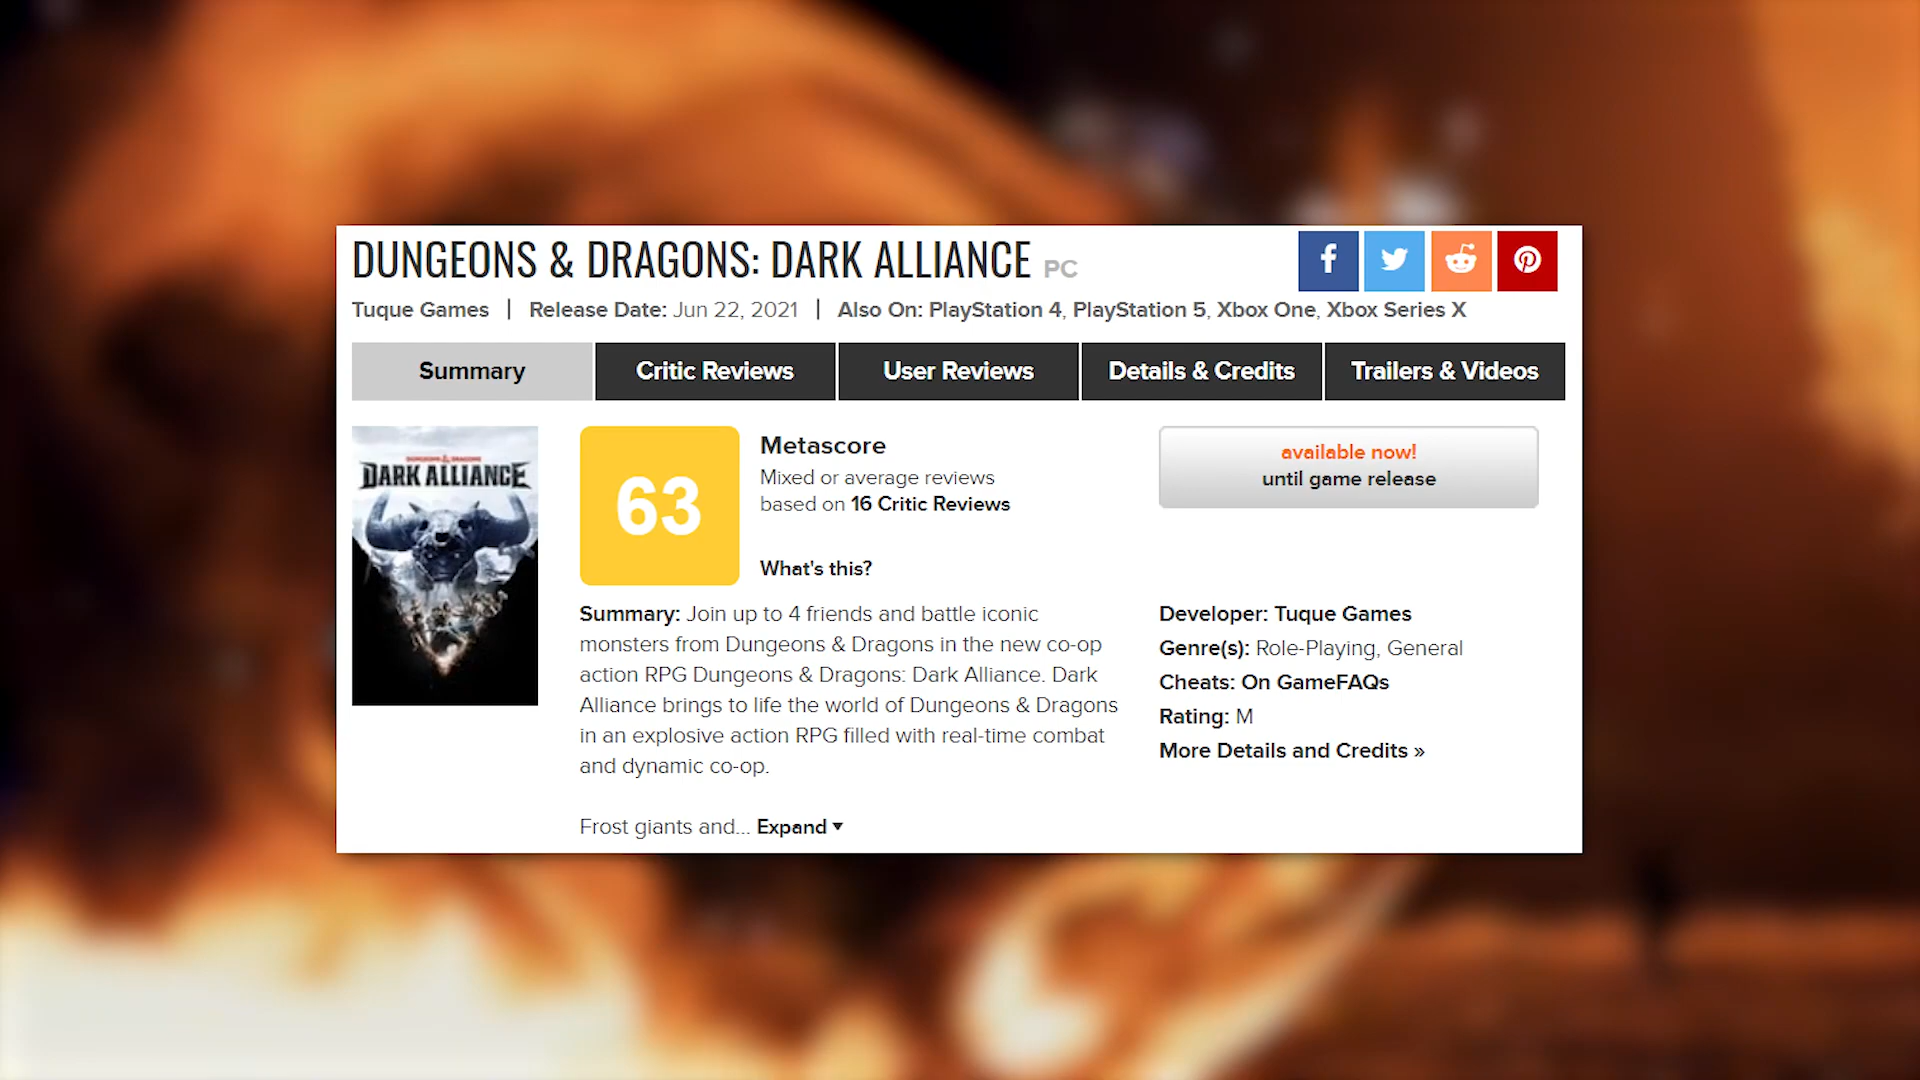 DUNGEONS & DRAGONS: DARK ALLIANCE PC
Tuque Games | Release Date: Jun 22, 2021 | Also On: PlayStation 4, PlayStation 5, Xbox One, Xbox Series X
Summary Critic Reviews User Reviews Details & Credits Trailers & Videos
DUNGEONS & DRAGONS
DARK ALLIANCE
63
Metascore
Mixed or average reviews
based on 16 Critic Reviews
What's this?
available now!
until game release
Summary: Join up to 4 friends and battle iconic
monsters from Dungeons & Dragons in the new co-op
action RPG Dungeons & Dragons: Dark Alliance. Dark
Alliance brings to life the world of Dungeons & Dragons
in an explosive action RPG filled with real-time combat
and dynamic co-op.
Frost giants and... Expand ▾
Developer: Tuque Games
Genre(s): Role-Playing, General
Cheats: On GameFAQs
Rating: M
More Details and Credits »